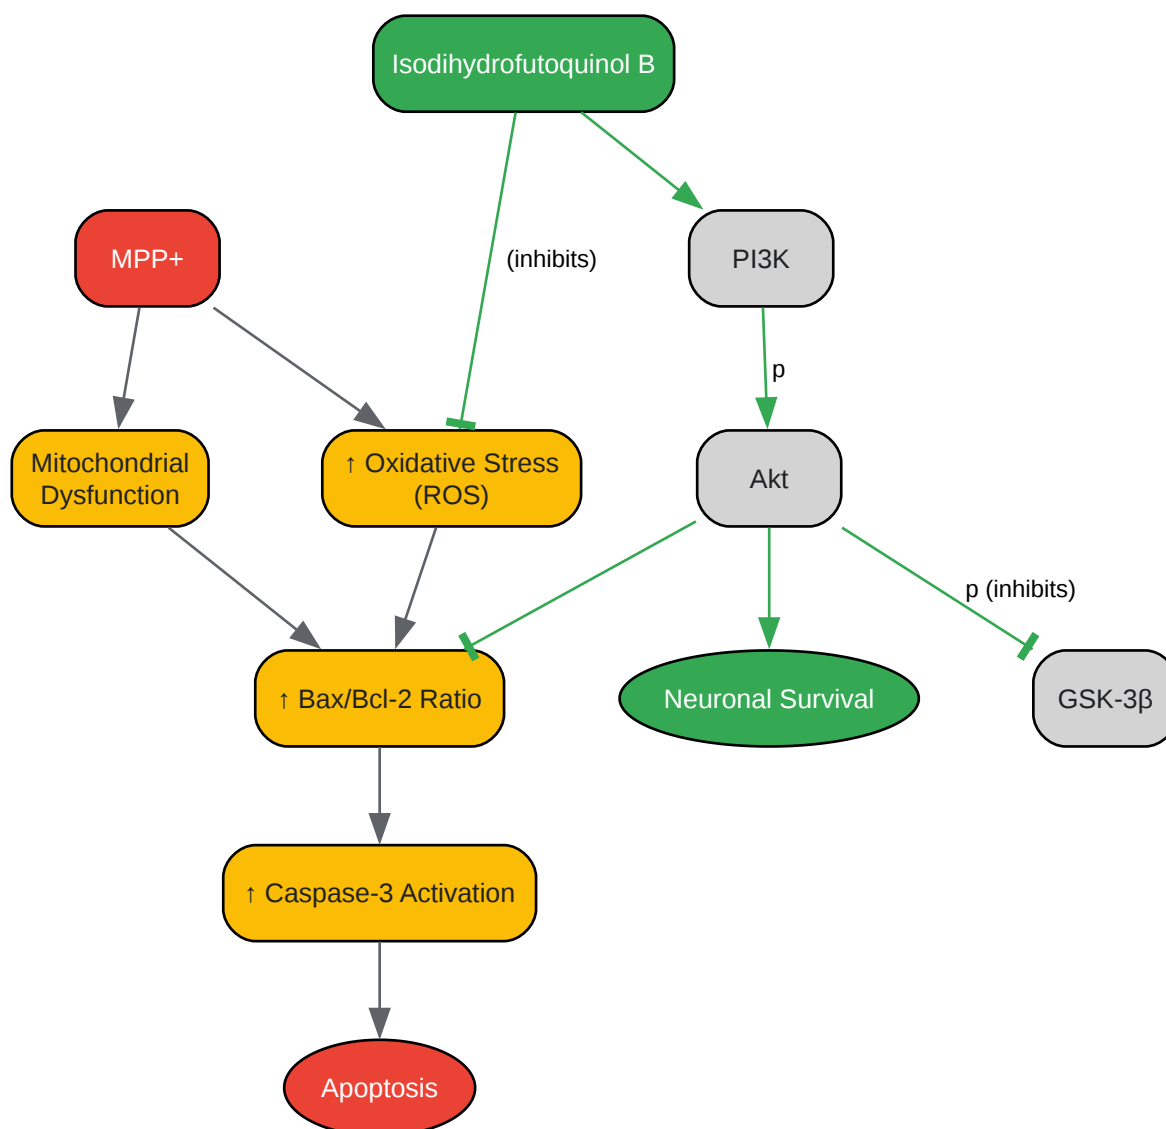 Isodihydrofutoquinol B
MPP+
(inhibits)
PI3K
p
Mitochondrial
Dysfunction
↑ Oxidative Stress
(ROS)
Akt
p (inhibits)
↑ Bax/Bcl-2 Ratio
Neuronal Survival
GSK-3β
↑ Caspase-3 Activation
Apoptosis